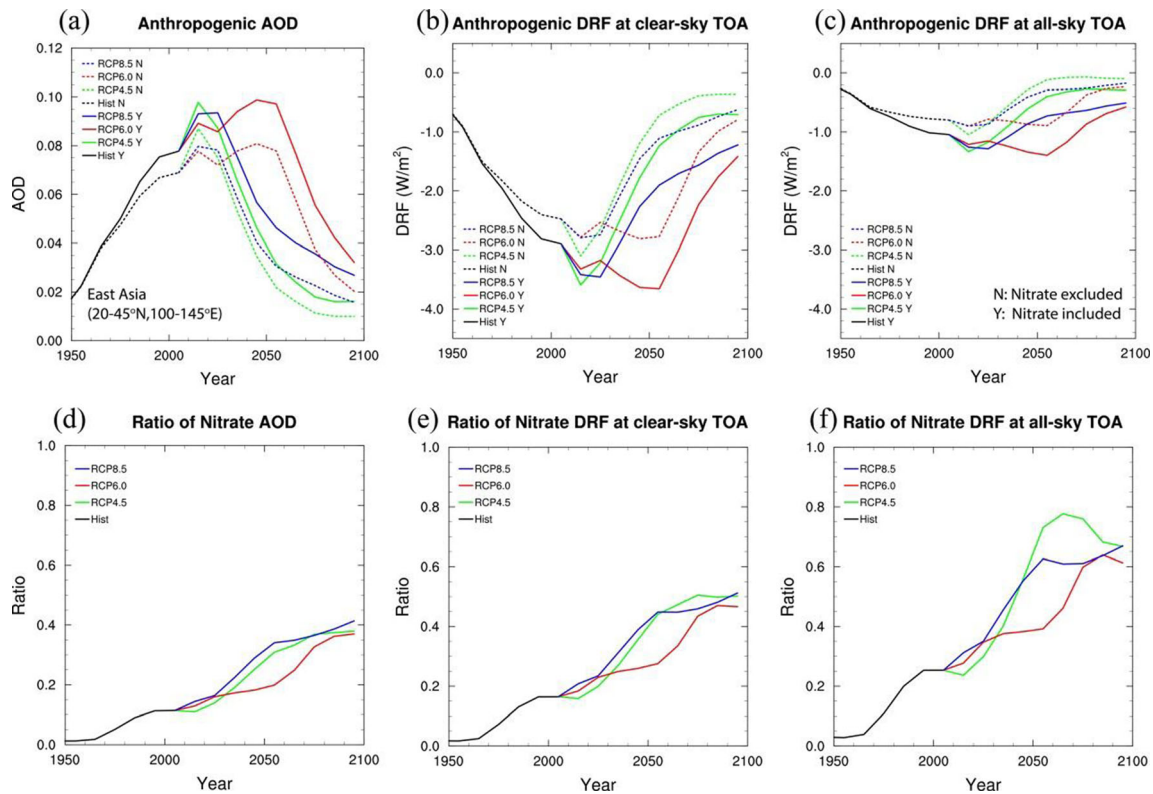 (a) Anthropogenic AOD
0.12
0.10
0.08
0.06
0.04
0.02
0.00
AOD
RCP8.5 N
RCP6.0 N
RCP4.5 N
Hist N
RCP8.5 Y
RCP6.0 Y
RCP4.5 Y
Hist Y
East Asia
(20-45°N,100-145°E)
1950 2000 2050 2100
Year
(b) Anthropogenic DRF at clear-sky TOA
0.0
-1.0
-2.0
-3.0
-4.0
DRF (W/m²)
RCP8.5 N
RCP6.0 N
RCP4.5 N
Hist N
RCP8.5 Y
RCP6.0 Y
RCP4.5 Y
Hist Y
1950 2000 2050 2100
Year
(c) Anthropogenic DRF at all-sky TOA
0.0
-1.0
-2.0
-3.0
-4.0
DRF (W/m²)
RCP8.5 N
RCP6.0 N
RCP4.5 N
Hist N
RCP8.5 Y
RCP6.0 Y
RCP4.5 Y
Hist Y
N: Nitrate excluded
Y: Nitrate included
1950 2000 2050 2100
Year
(d) Ratio of Nitrate AOD
1.0
0.8
0.6
0.4
0.2
0.0
Ratio
RCP8.5
RCP6.0
RCP4.5
Hist
1950 2000 2050 2100
Year
(e) Ratio of Nitrate DRF at clear-sky TOA
1.0
0.8
0.6
0.4
0.2
0.0
Ratio
RCP8.5
RCP6.0
RCP4.5
Hist
1950 2000 2050 2100
Year
(f) Ratio of Nitrate DRF at all-sky TOA
1.0
0.8
0.6
0.4
0.2
0.0
Ratio
RCP8.5
RCP6.0
RCP4.5
Hist
1950 2000 2050 2100
Year